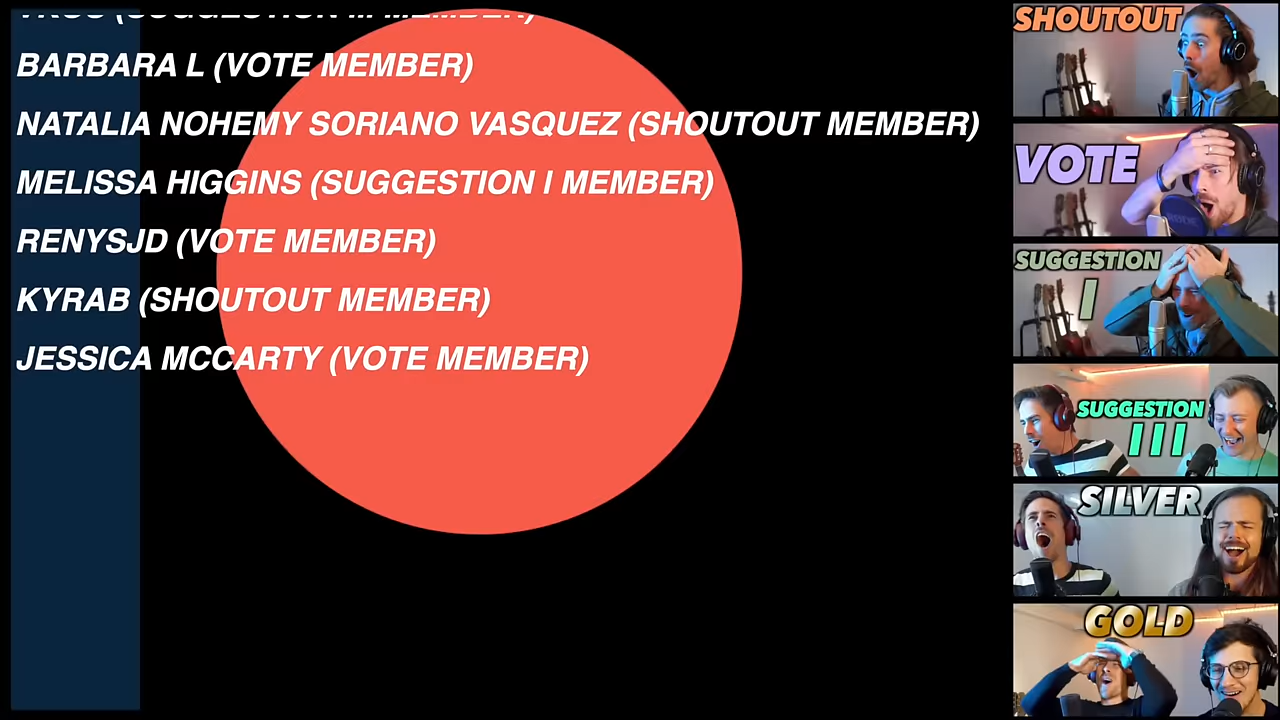 BARBARA L (VOTE MEMBER)
NATALIA NOHEMY SORIANO VASQUEZ (SHOUTOUT MEMBER)
MELISSA HIGGINS (SUGGESTION I MEMBER)
RENYSJD (VOTE MEMBER)
KYRAB (SHOUTOUT MEMBER)
JESSICA MCCARTY (VOTE MEMBER)
SHOUTOUT
VOTE
SUGGESTION
I
SUGGESTION
III
SILVER
GOLD